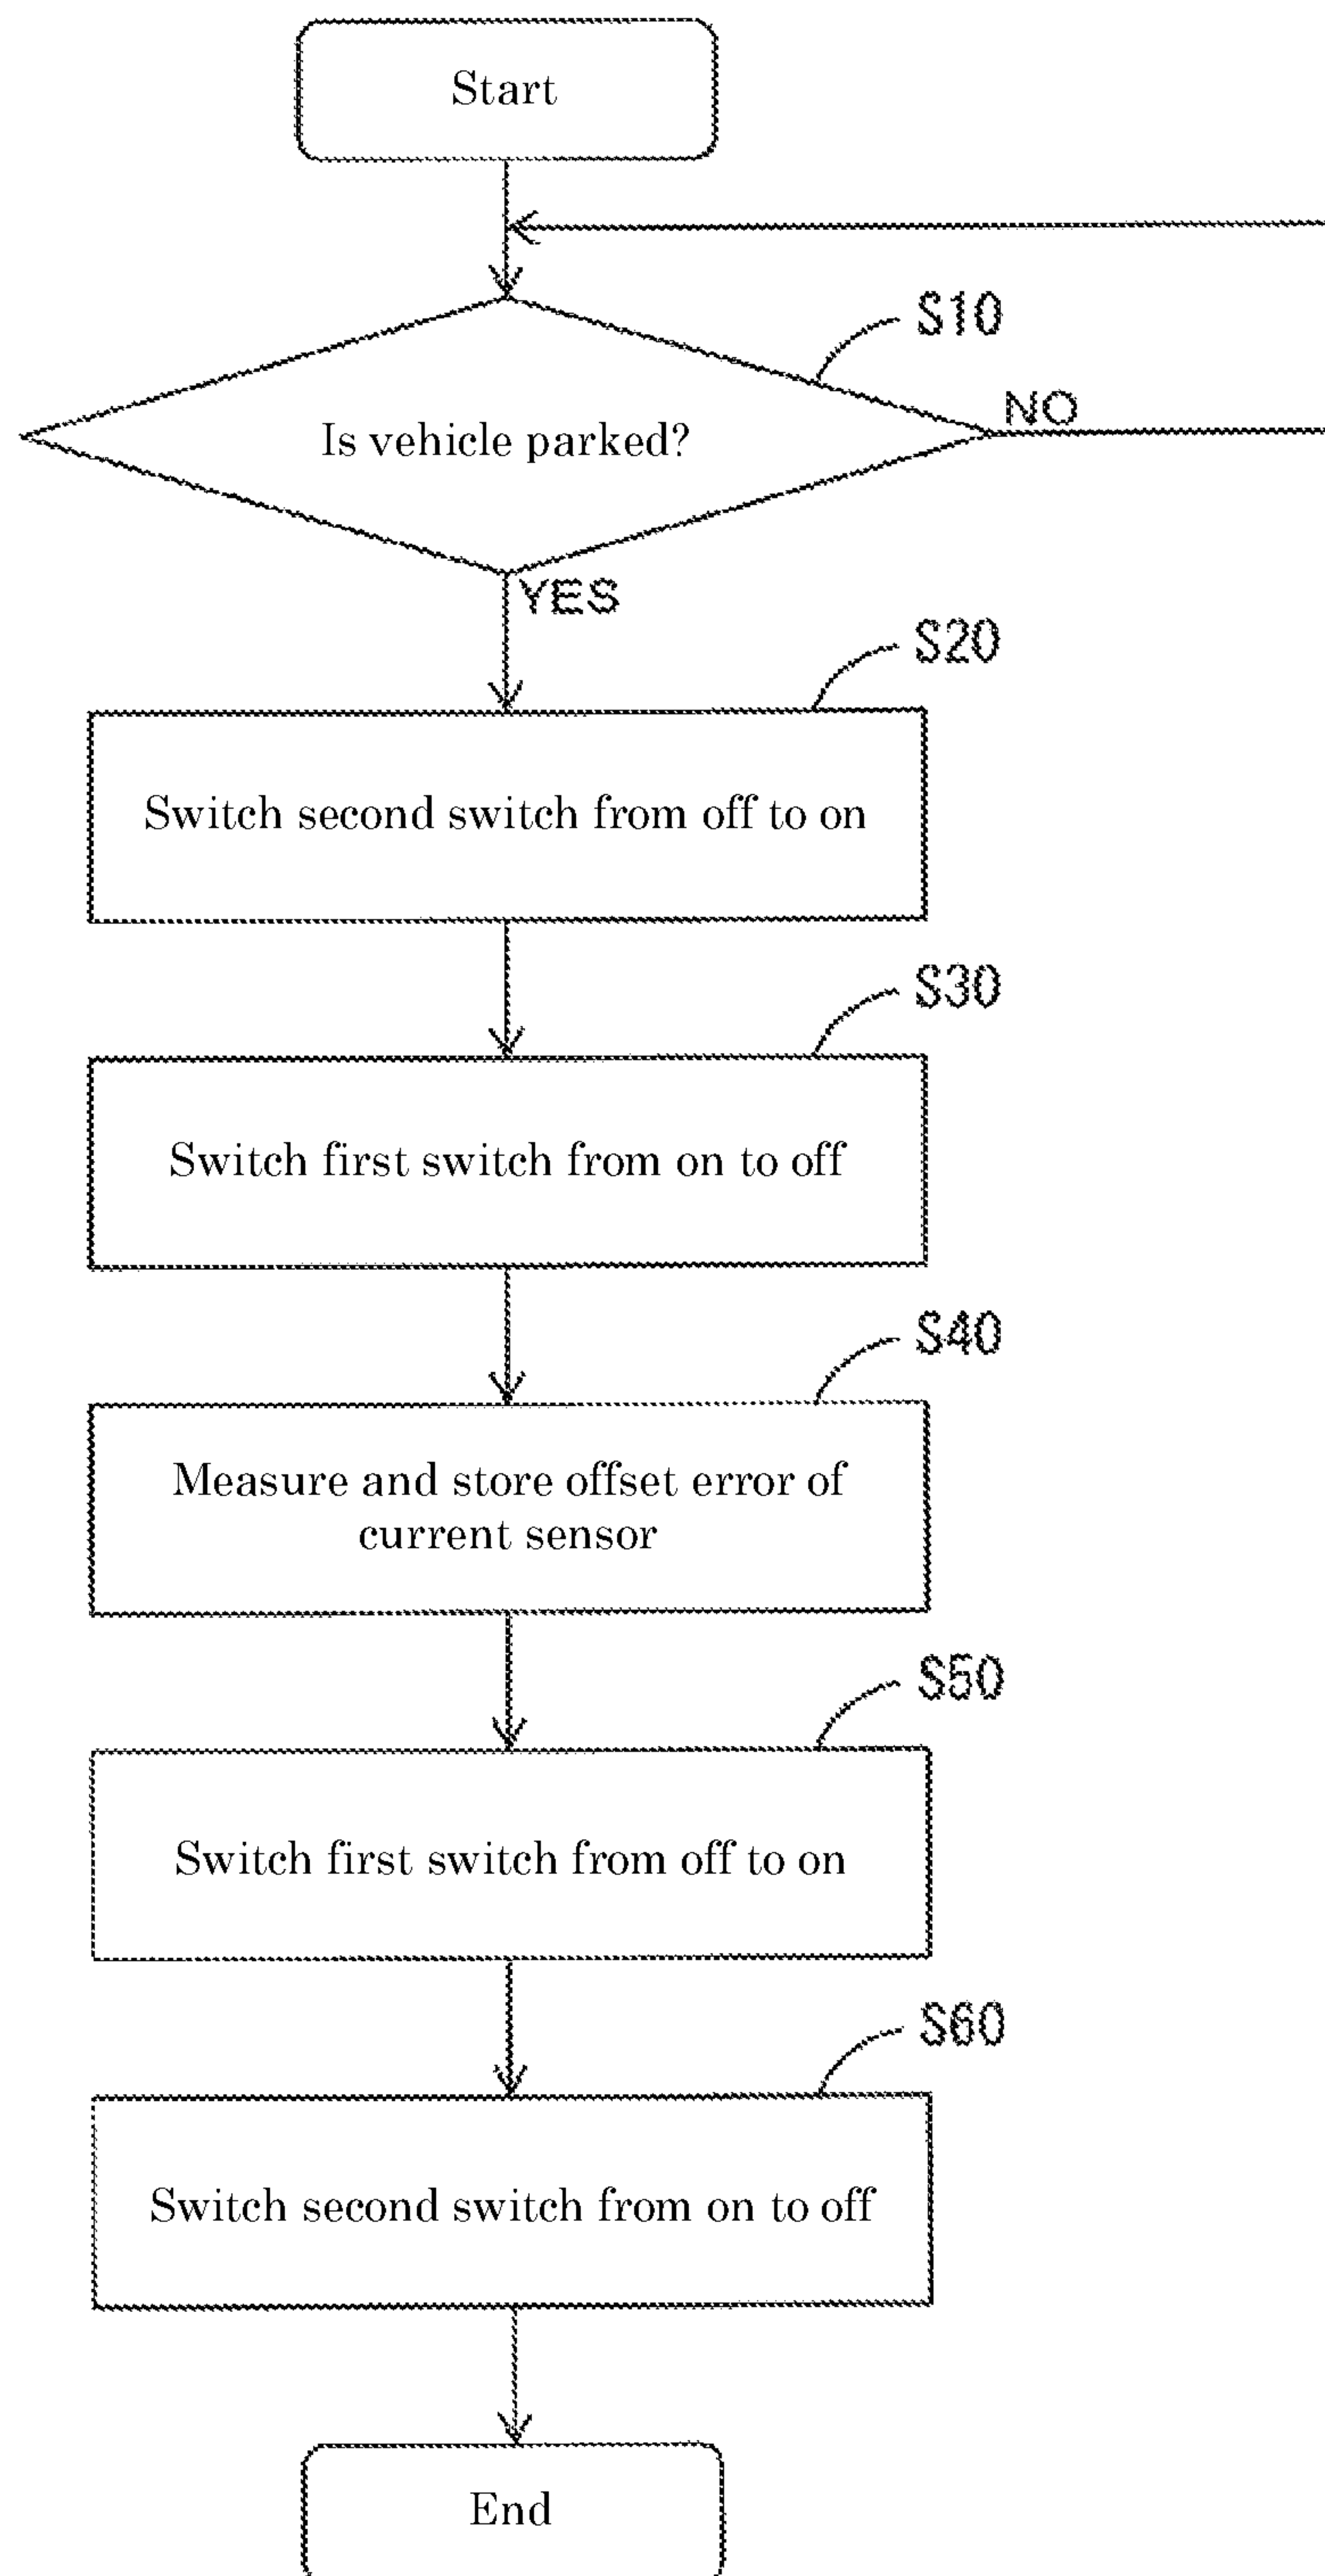 Start
S10
Is vehicle parked?
NO
YES
S20
Switch second switch from off to on
S30
Switch first switch from on to off
S40
Measure and store offset error of
current sensor
S50
Switch first switch from off to on
S60
Switch second switch from on to off
End